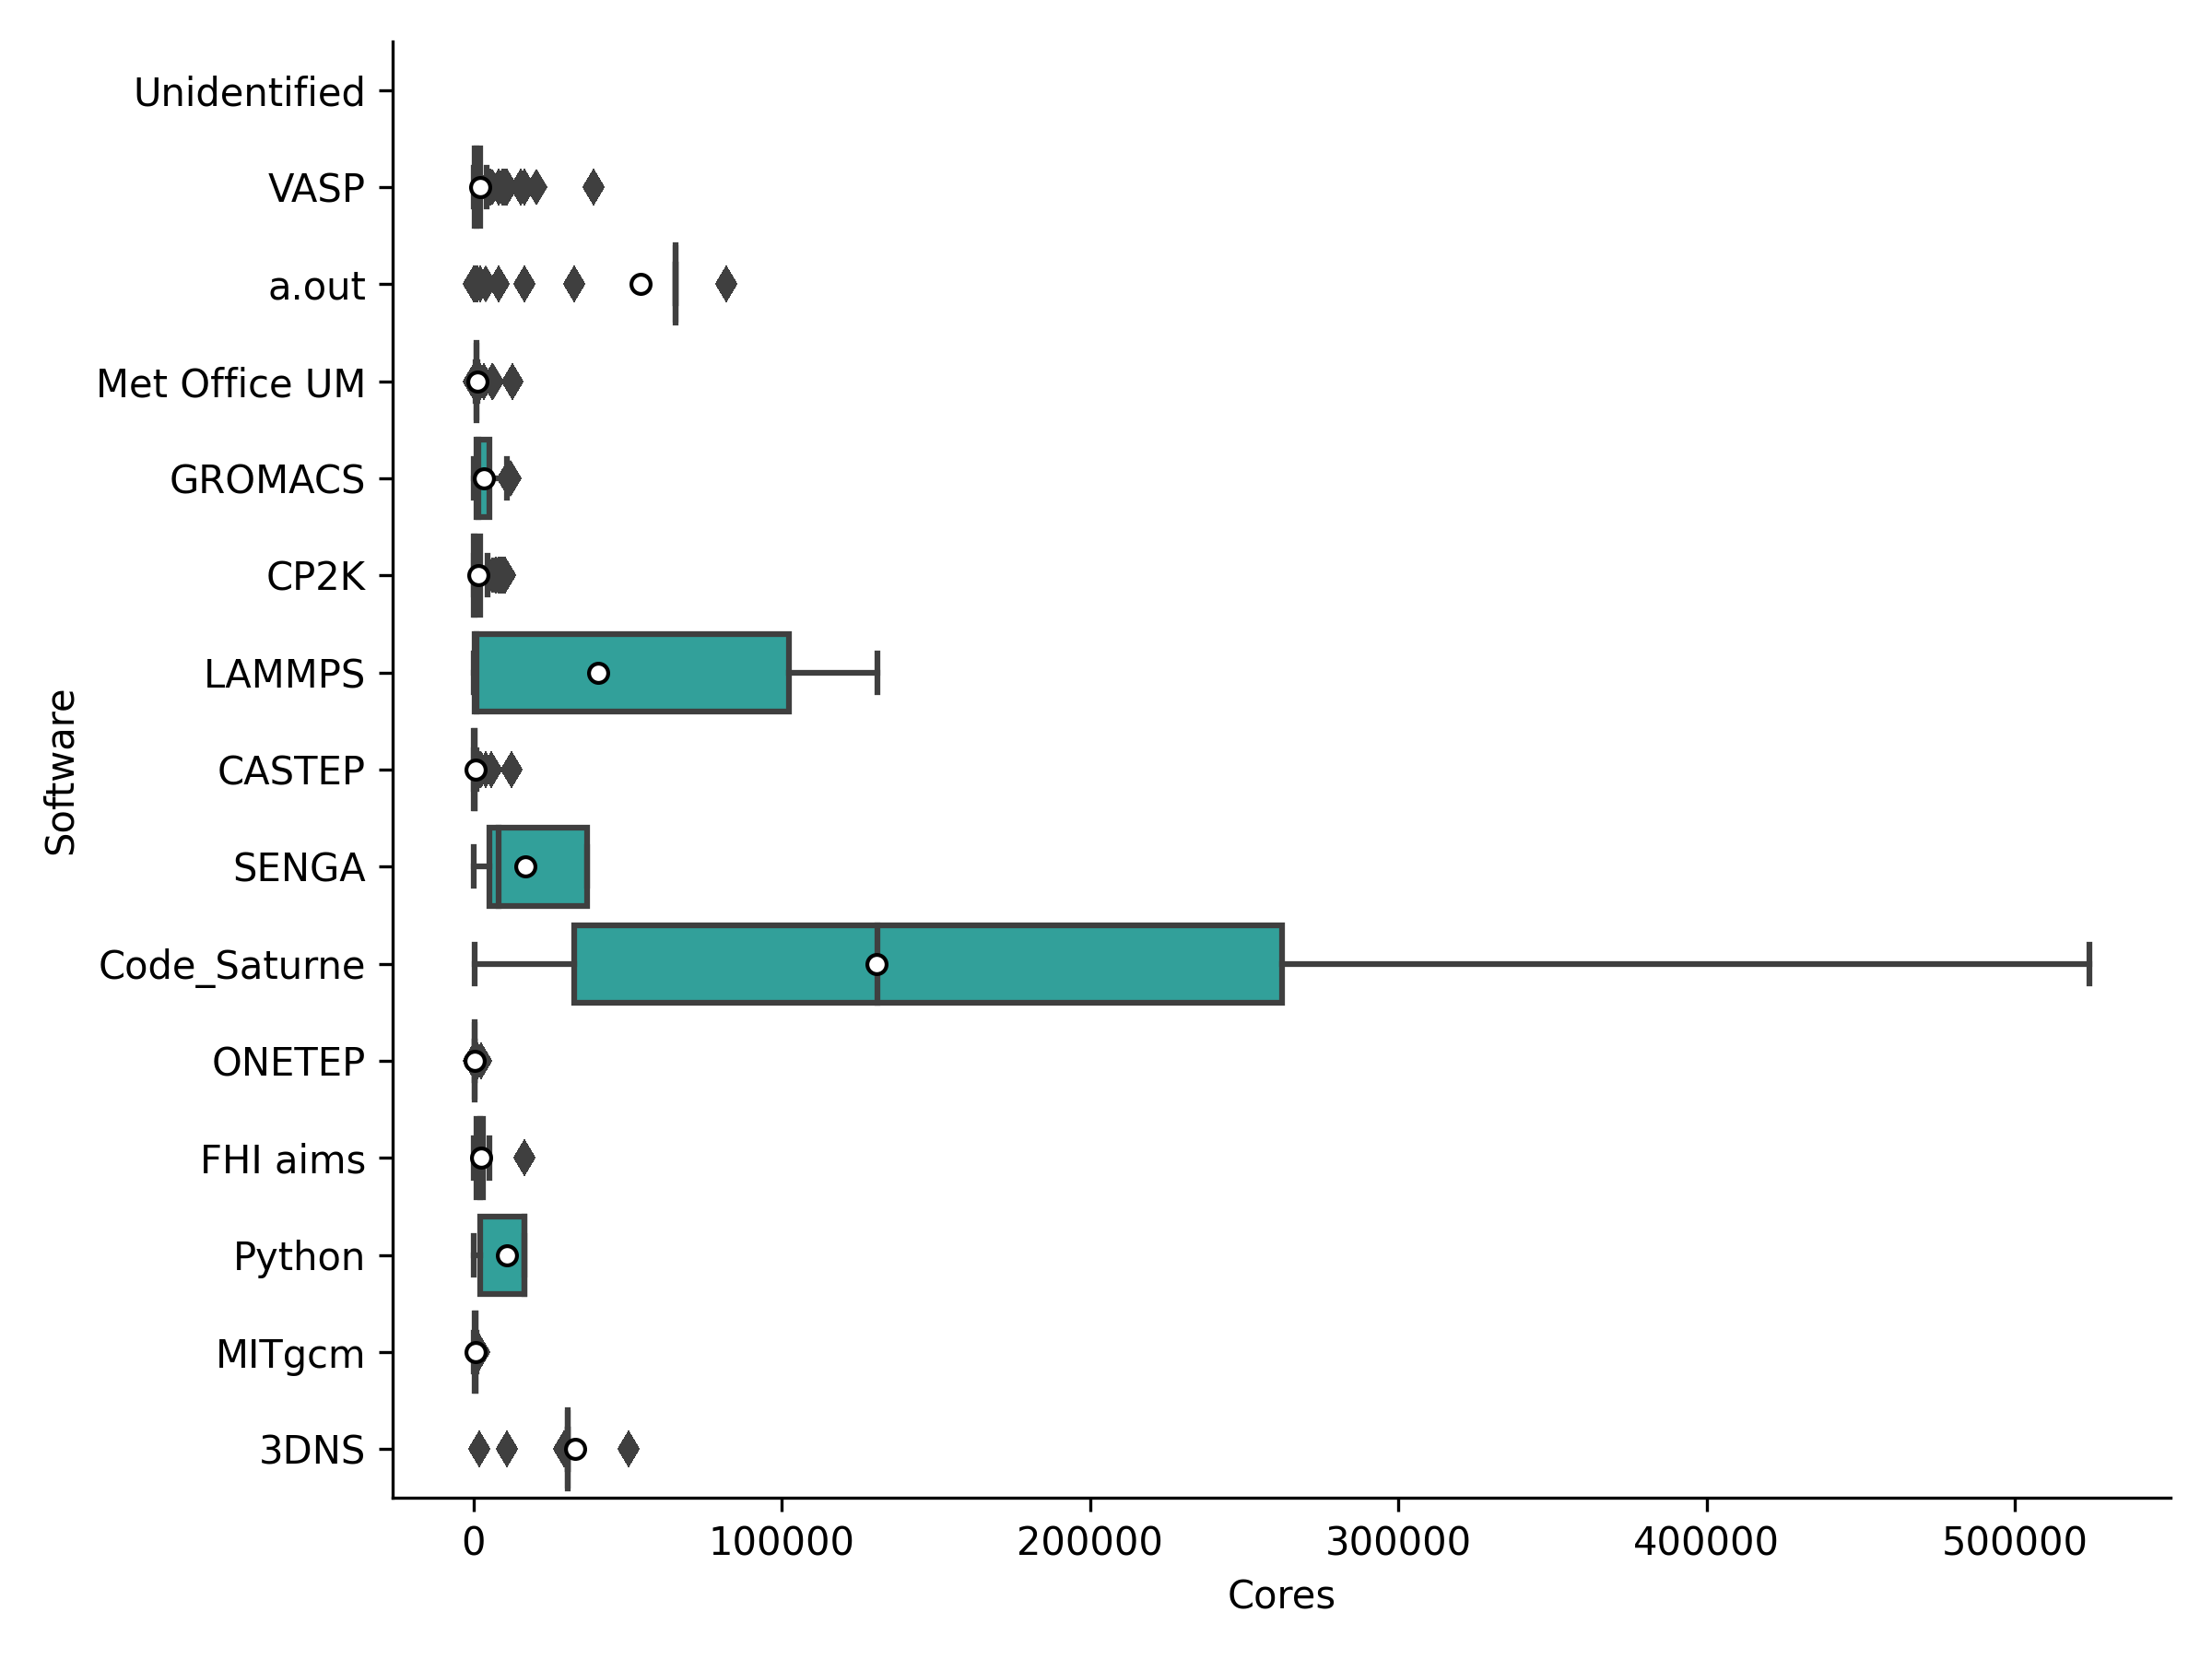 Unidentified
VASP
a.out
Met Office UM
GROMACS
CP2K
LAMMPS
CASTEP
SENGA
Code_Saturne
ONETEP
FHI aims
Python
MITgcm
3DNS
Software
0 100000 200000 300000 400000 500000
Cores